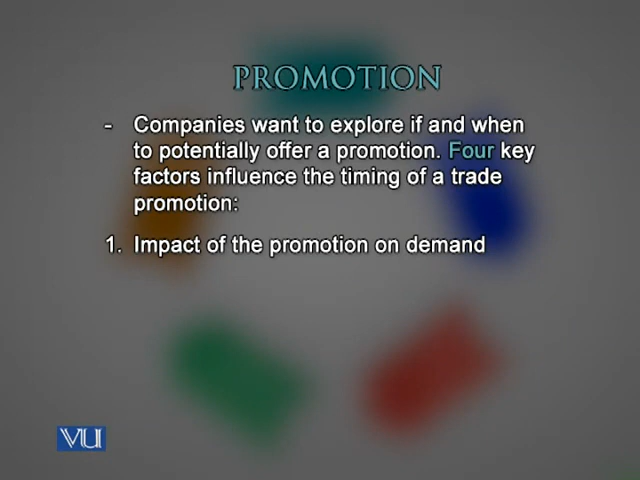 PROMOTION
- Companies want to explore if and when
to potentially offer a promotion. Four key
factors influence the timing of a trade
promotion:
1. Impact of the promotion on demand
VU